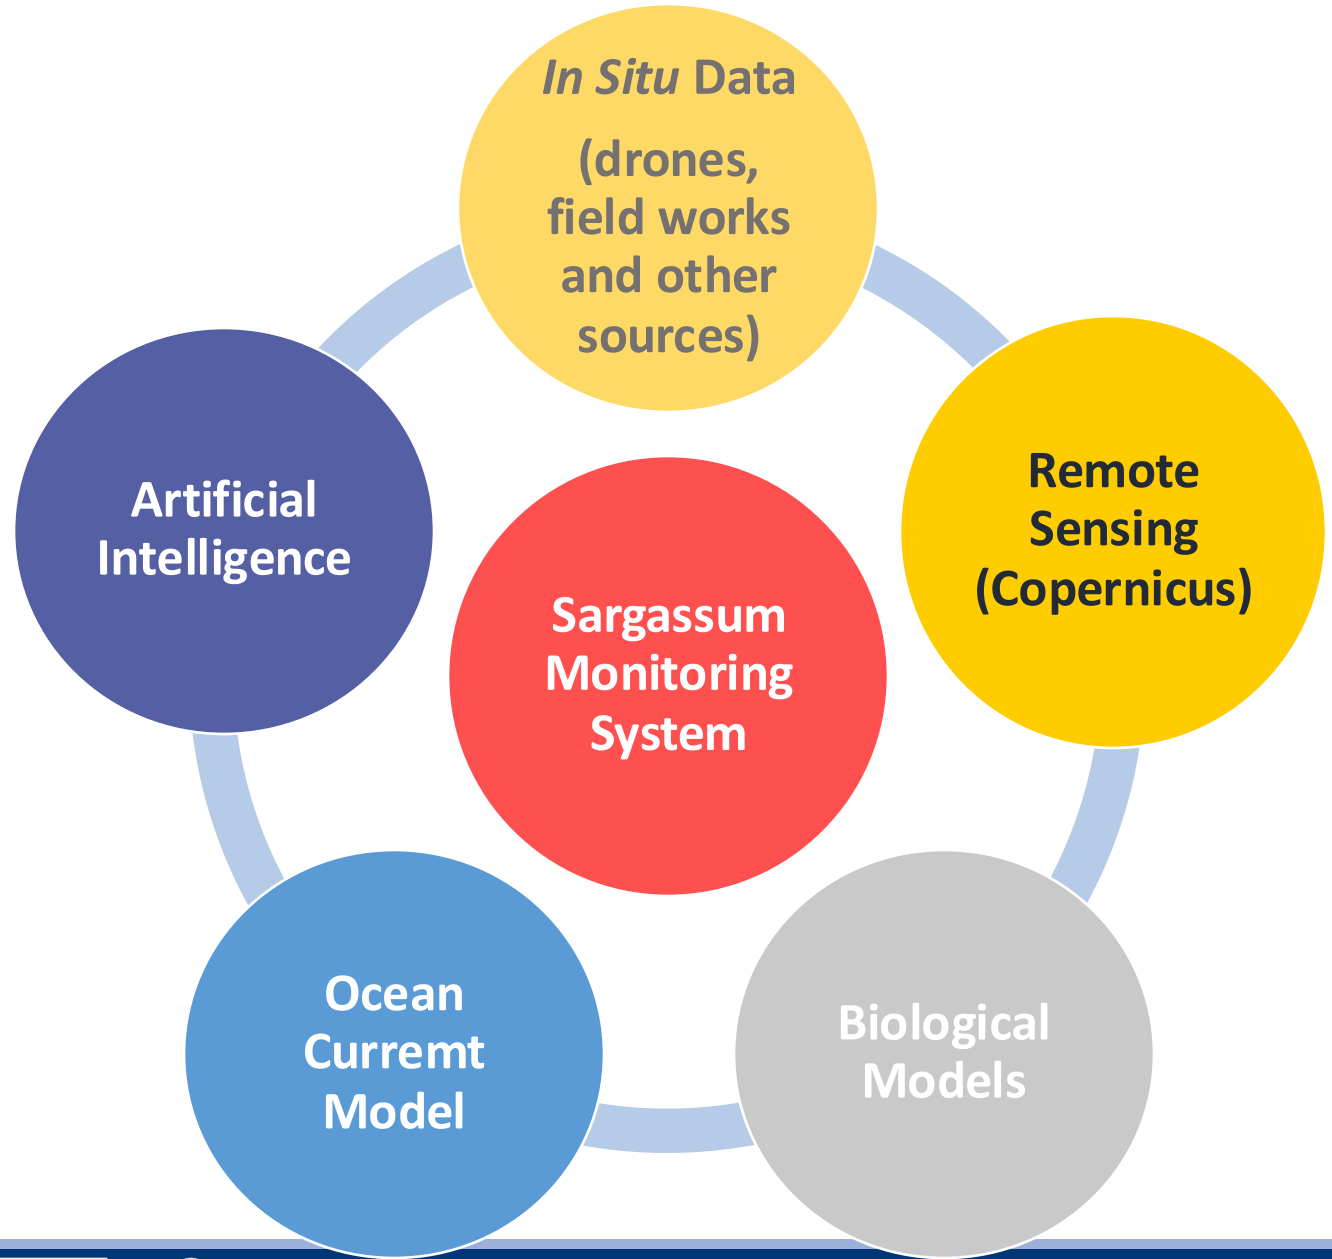 In Situ Data
(drones,
field works
and other
sources)
Remote
Sensing
(Copernicus)
Artificial
Intelligence
Sargassum
Monitoring
System
Ocean
Curremt
Model
Biological
Models